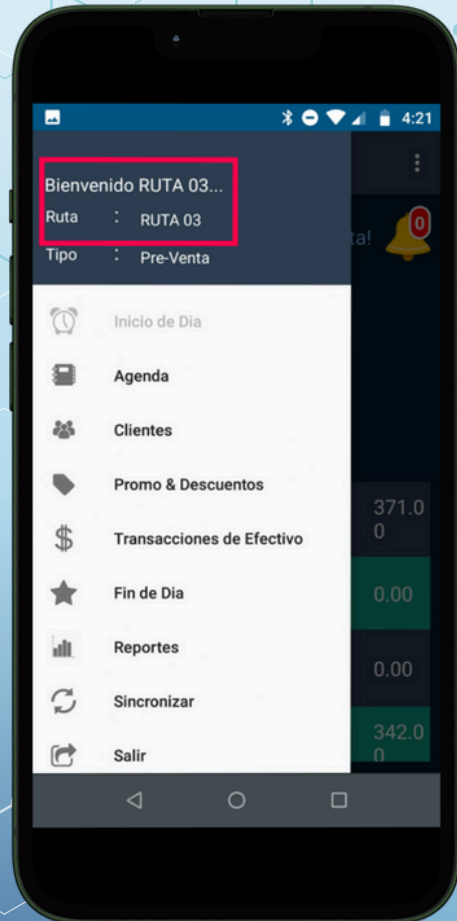 4:21
Bienvenido RUTA 03...
Ruta : RUTA 03
Tipo : Pre-Venta
ta!
0
Inicio de Dia
Agenda
Clientes
Promo & Descuentos
Transacciones de Efectivo
Fin de Dia
Reportes
Sincronizar
Salir
371.0
0
0.00
0.00
342.0
0